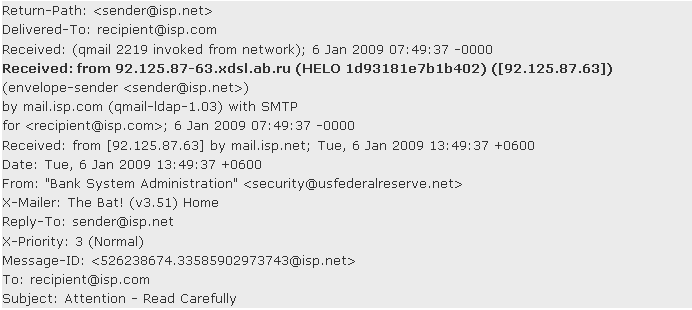 Return-Path: <sender@isp.net>
Delivered-To: recipient@isp.com
Received: (qmail 2219 invoked from network); 6 Jan 2009 07:49:37 -0000
Received: from 92.125.87-63.xdsl.ab.ru (HELO 1d93181e7b1b402) ([92.125.87.63])
(envelope-sender <sender@isp.net>)
by mail.isp.com (qmail-ldap-1.03) with SMTP
for <recipient@isp.com>; 6 Jan 2009 07:49:37 -0000
Received: from [92.125.87.63] by mail.isp.net; Tue, 6 Jan 2009 13:49:37 +0600
Date: Tue, 6 Jan 2009 13:49:37 +0600
From: "Bank System Administration" <security@usfederalreserve.net>
X-Mailer: The Bat! (v3.51) Home
Reply-To: sender@isp.net
X-Priority: 3 (Normal)
Message-ID: <526238674.33585902973743@isp.net>
To: recipient@isp.com
Subject: Attention - Read Carefully